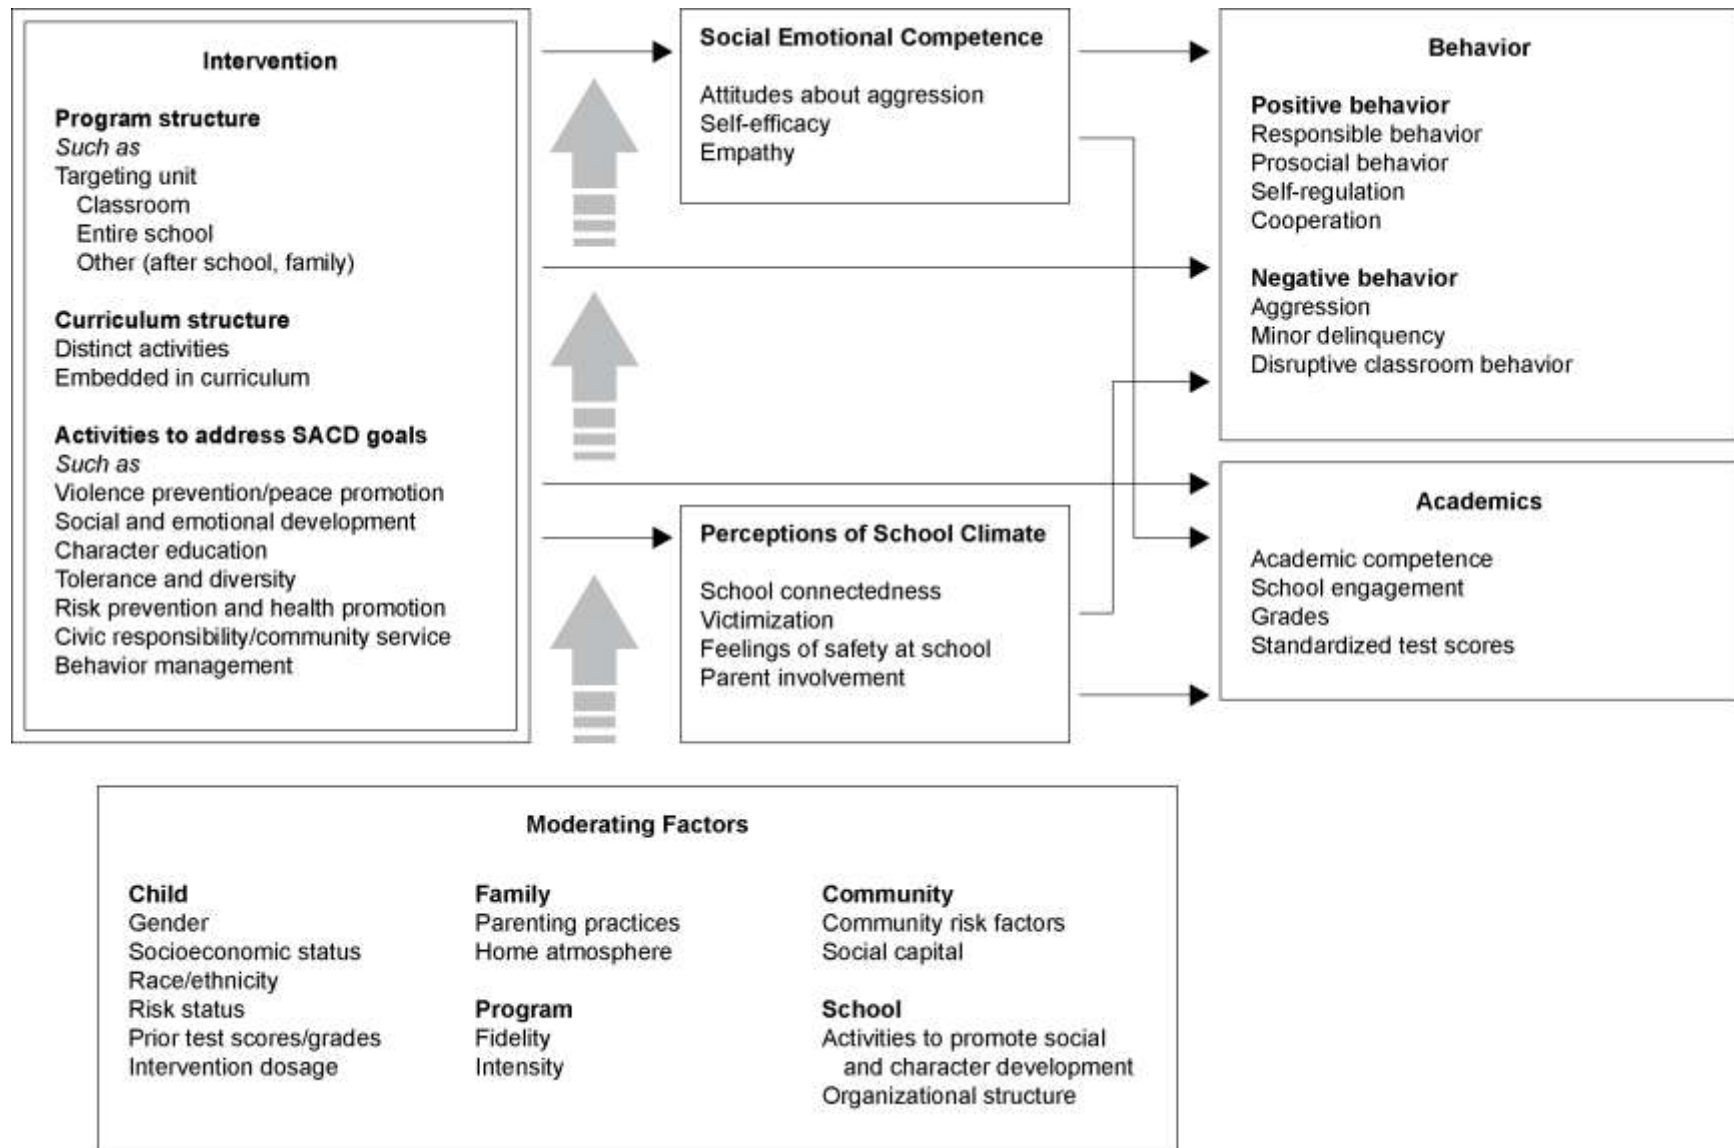 Intervention
Program structure
Such as
Targeting unit
Classroom
Entire school
Other (after school, family)
Curriculum structure
Distinct activities
Embedded in curriculum
Activities to address SACD goals
Such as
Violence prevention/peace promotion
Social and emotional development
Character education
Tolerance and diversity
Risk prevention and health promotion
Civic responsibility/community service
Behavior management
Social Emotional Competence
Attitudes about aggression
Self-efficacy
Empathy
Perceptions of School Climate
School connectedness
Victimization
Feelings of safety at school
Parent involvement
Behavior
Positive behavior
Responsible behavior
Prosocial behavior
Self-regulation
Cooperation
Negative behavior
Aggression
Minor delinquency
Disruptive classroom behavior
Academics
Academic competence
School engagement
Grades
Standardized test scores
Moderating Factors
Child
Gender
Socioeconomic status
Race/ethnicity
Risk status
Prior test scores/grades
Intervention dosage
Family
Parenting practices
Home atmosphere
Program
Fidelity
Intensity
Community
Community risk factors
Social capital
School
Activities to promote social
and character development
Organizational structure